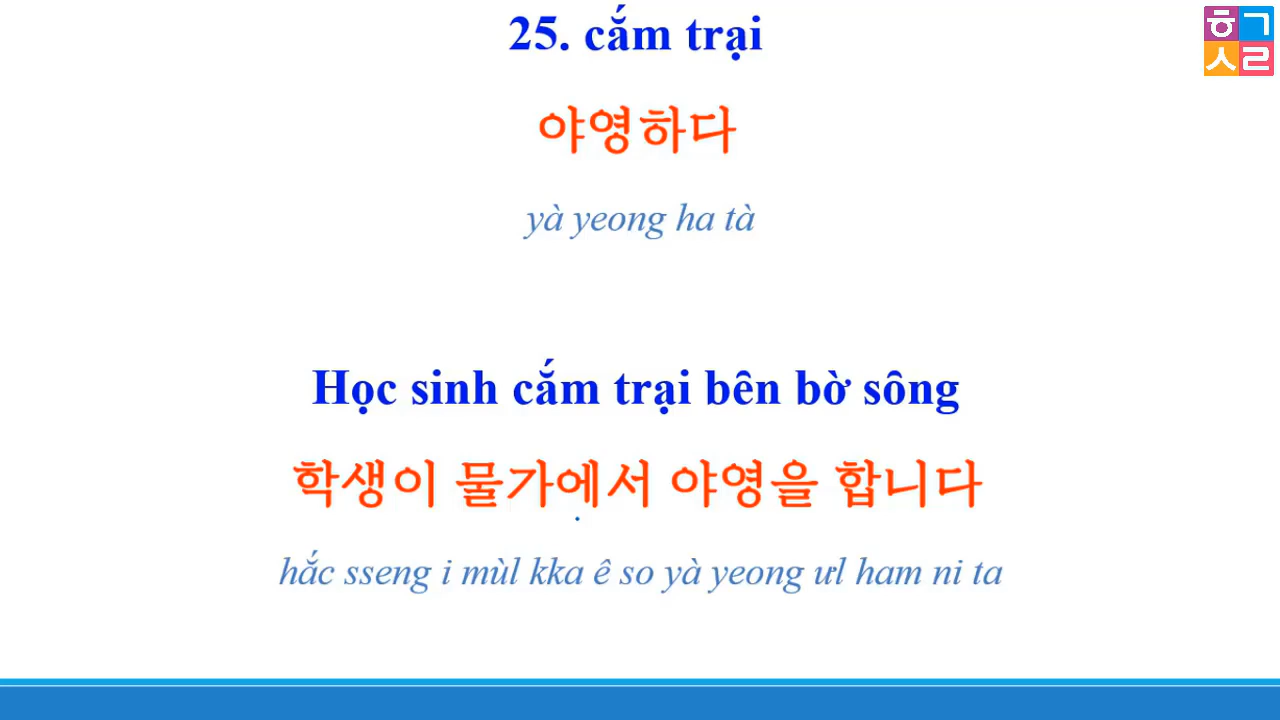 25. cắm trại
야영하다
yà yeong ha tà
Học sinh cắm trại bên bờ sông
학생이 물가에서 야영을 합니다
hắc sseng i mùl kka ê so yà yeong ưl ham ni ta
ㅎㄱ
ㅅㄹ